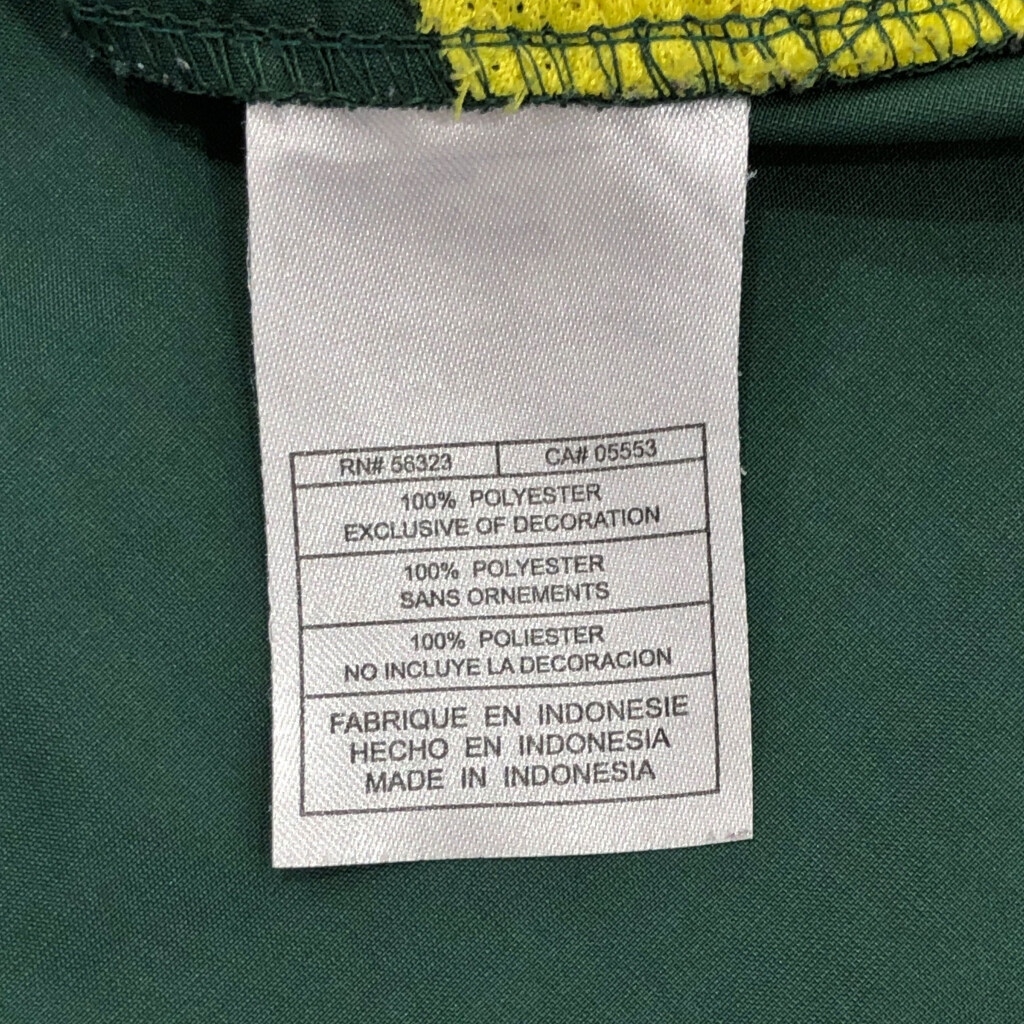 RN# 56323 CA# 05553
100% POLYESTER
EXCLUSIVE OF DECORATION
100% POLYESTER
SANS ORNEMENTS
100% POLIESTER
NO INCLUYE LA DECORACION
FABRIQUE EN INDONESIE
HECHO EN INDONESIA
MADE IN INDONESIA